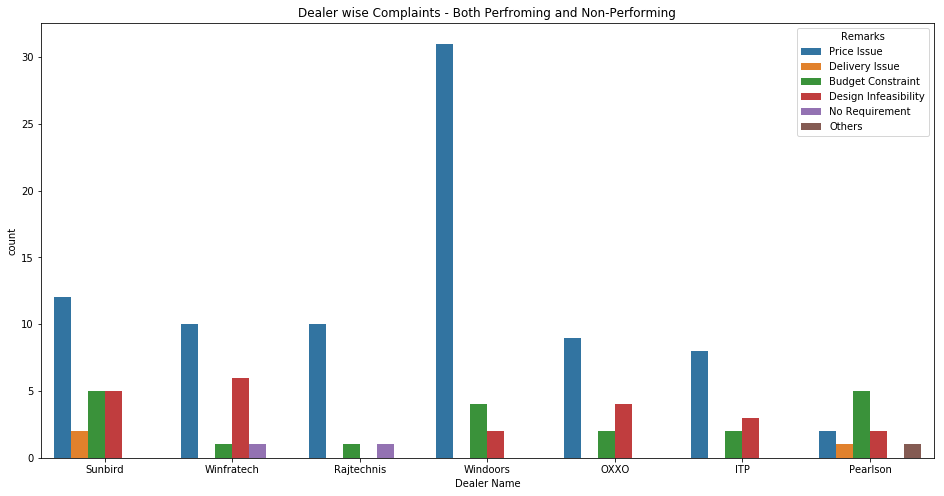 Dealer wise Complaints - Both Perfroming and Non-Performing
Remarks
Price Issue
Delivery Issue
Budget Constraint
Design Infeasibility
No Requirement
Others
30
25
20
15
10
5
0
count
Sunbird Winfratech Rajtechnis Windoors OXXO ITP Pearlson
Dealer Name